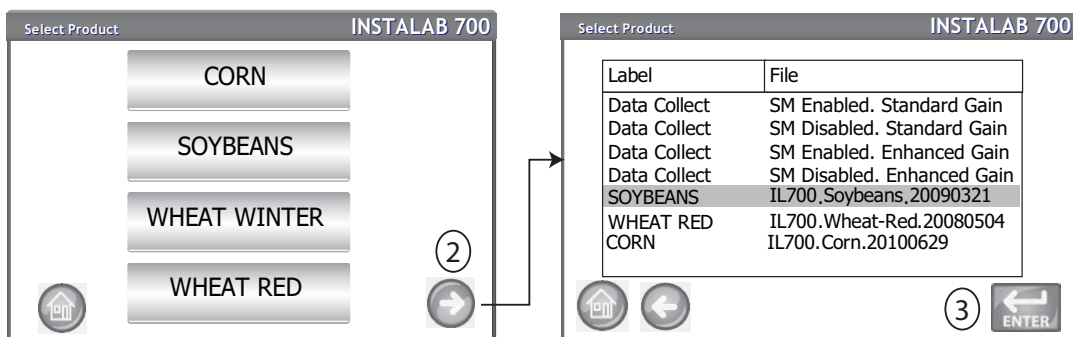 Select Product INSTALAB 700
CORN
SOYBEANS
WHEAT WINTER
WHEAT RED
2
Select Product INSTALAB 700
Label File
Data Collect SM Enabled. Standard Gain
Data Collect SM Disabled. Standard Gain
Data Collect SM Enabled. Enhanced Gain
Data Collect SM Disabled. Enhanced Gain
SOYBEANS IL700.Soybeans.20090321
WHEAT RED IL700.Wheat-Red.20080504
CORN IL700.Corn.20100629
3
ENTER